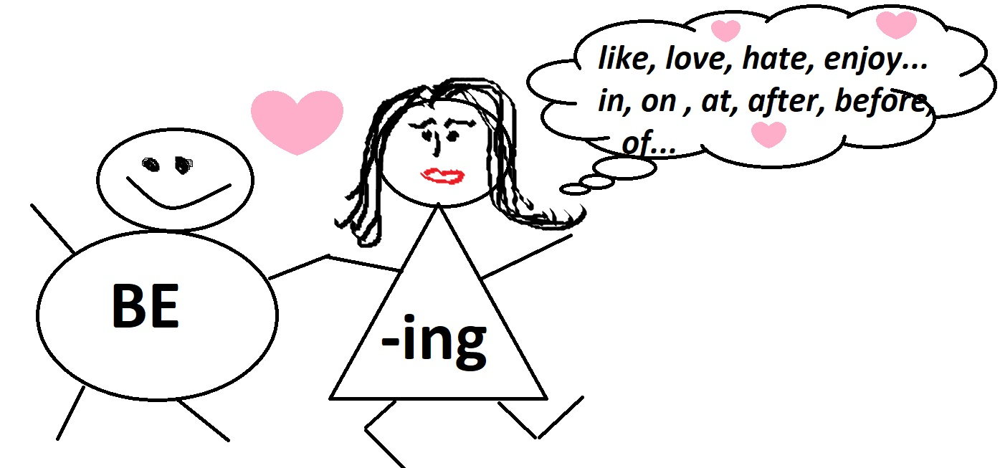 like, love, hate, enjoy...
in, on , at, after, before,
of...
BE
-ing